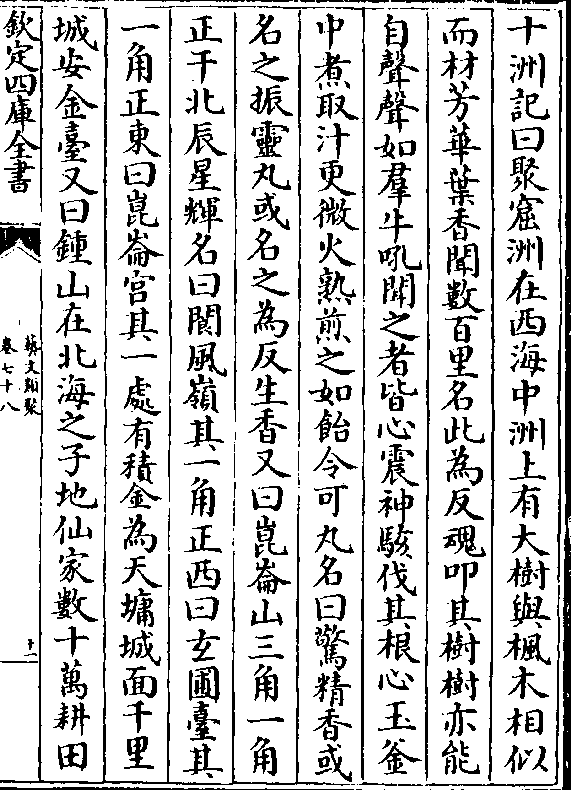 十洲記曰聚窟洲在西海中洲上有大樹與楓木相似
而材芳華葉香聞數百里名此為反魂叩其樹樹亦能
自聲聲如羣牛吼聞之者皆心震神駭伐其根心玉釜
中煮取汁更微火熟煎之如飴令可丸名曰驚精香或
名之振靈丸或名之為反生香又曰崑崙山三角一角
正干北辰星輝名曰閬風嶺其一角正西曰玄圃臺其
一角正東曰崑崙宫其一處有積金為天墉城面千里
城安金臺又曰鍾山在北海之子地仙家數十萬耕田
欽定四庫全書
藝文類聚
卷七十八
十一